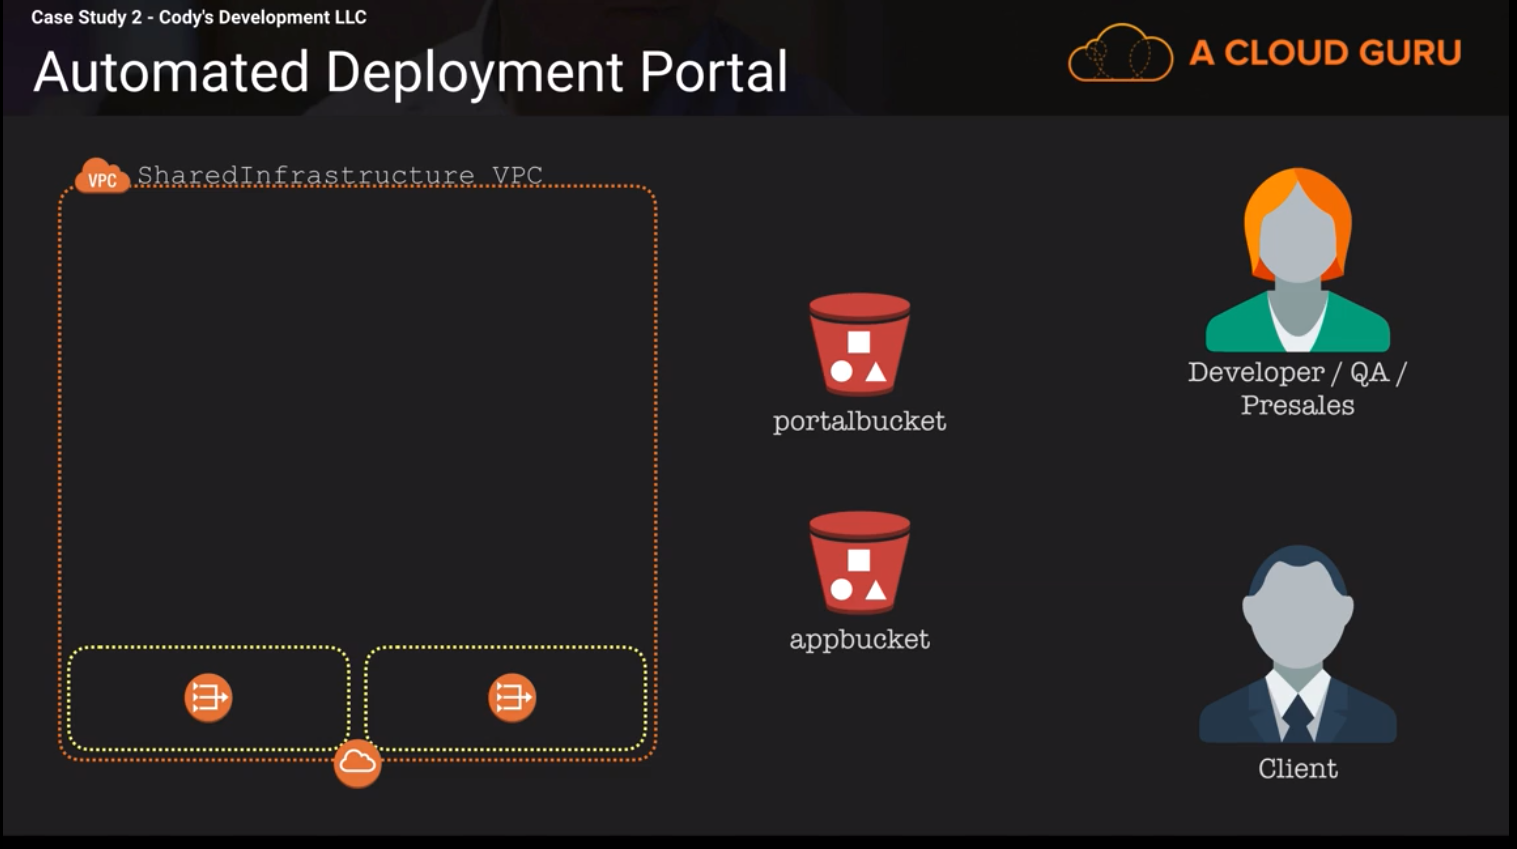 Case Study 2 - Cody's Development LLC
Automated Deployment Portal
A CLOUD GURU
VPC
SharedInfrastructure VPC
portalbucket
appbucket
Developer / QA /
Presales
Client